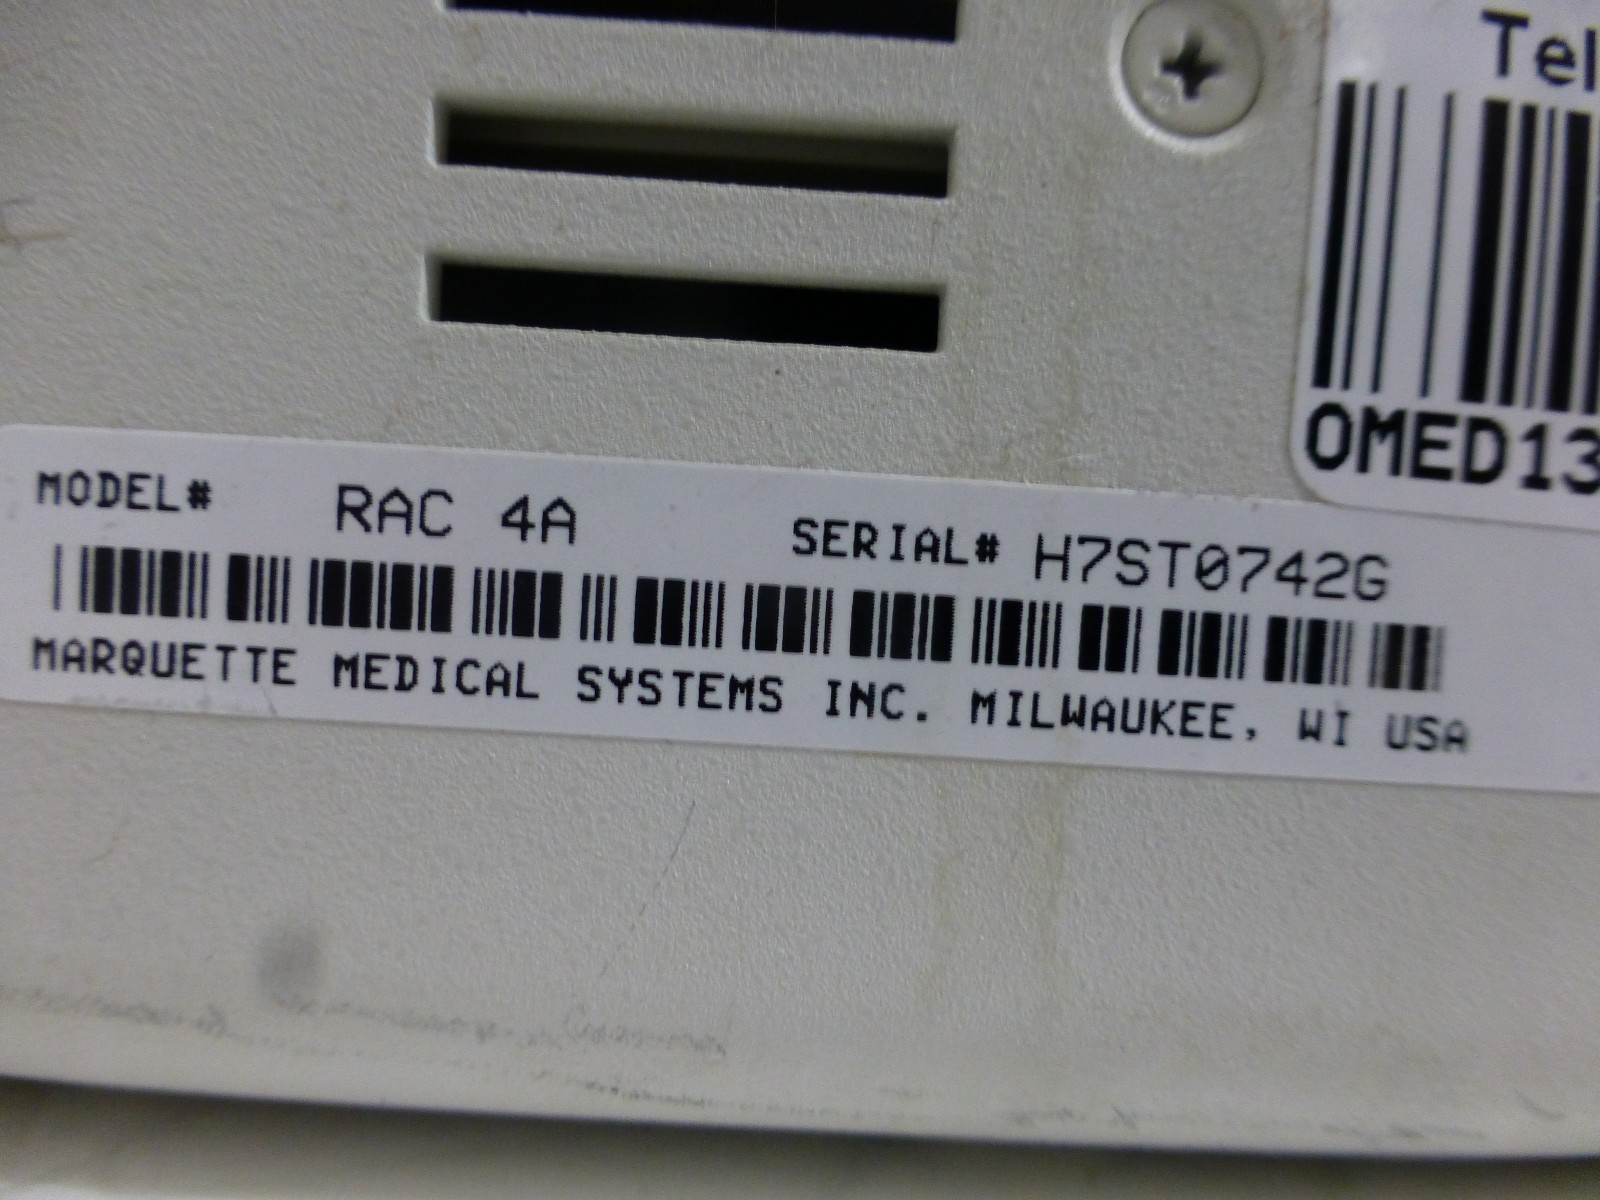 Tel
OMED13
MODEL# RAC 4A SERIAL# H7ST0742G
MARQUETTE MEDICAL SYSTEMS INC. MILWAUKEE, WI USA